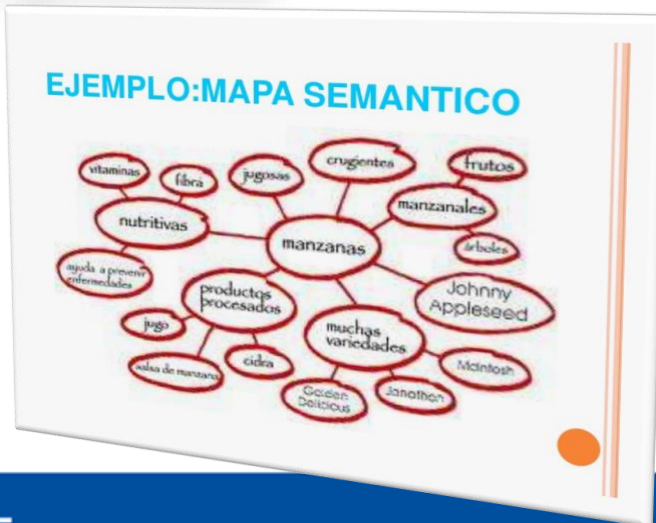 EJEMPLO:MAPA SEMANTICO
vitaminas
fibra
jugosas
crugientes
frutos
nutritivas
manzanas
manzanales
árboles
ayuda a prevenir
enfermedades
productos
procesados
Johnny
Appleseed
jugo
muchas
variedades
salsa de manzana
cidra
Mcintosh
Golden
Delicious
Jonathon